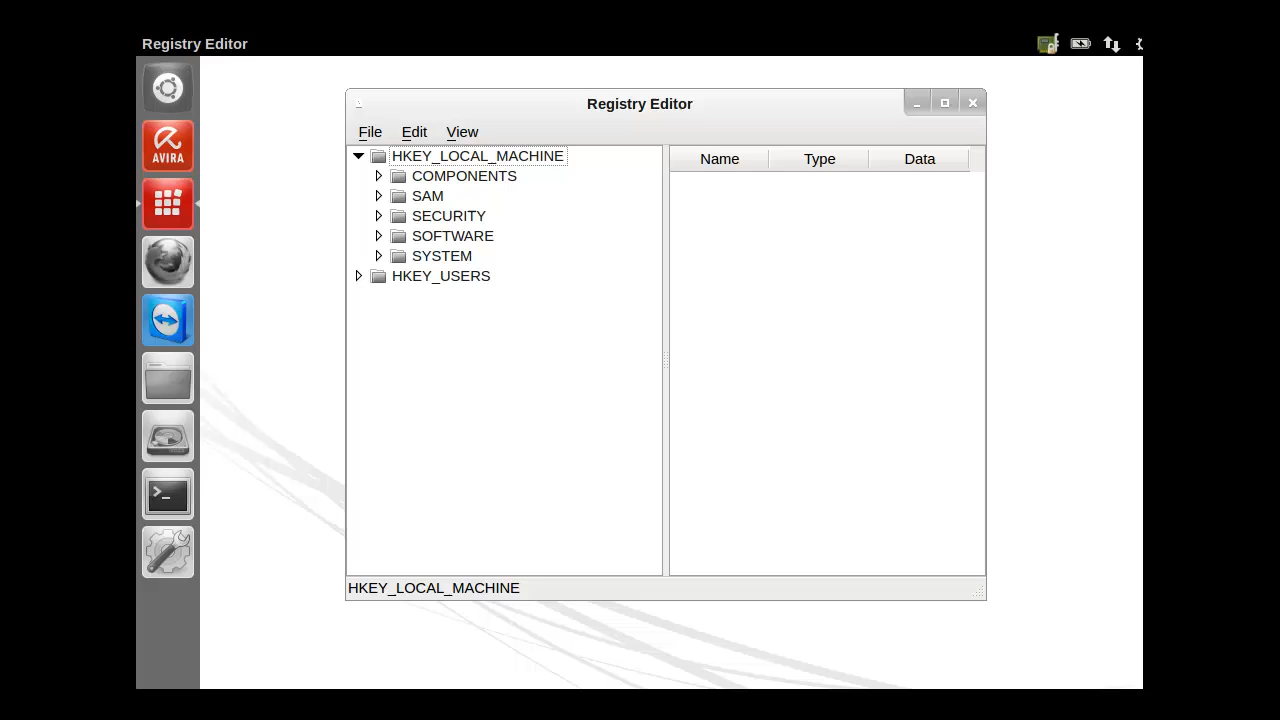 Registry Editor
AVIRA
Registry Editor
File Edit View
HKEY_LOCAL_MACHINE
COMPONENTS
SAM
SECURITY
SOFTWARE
SYSTEM
HKEY_USERS
Name Type Data
HKEY_LOCAL_MACHINE